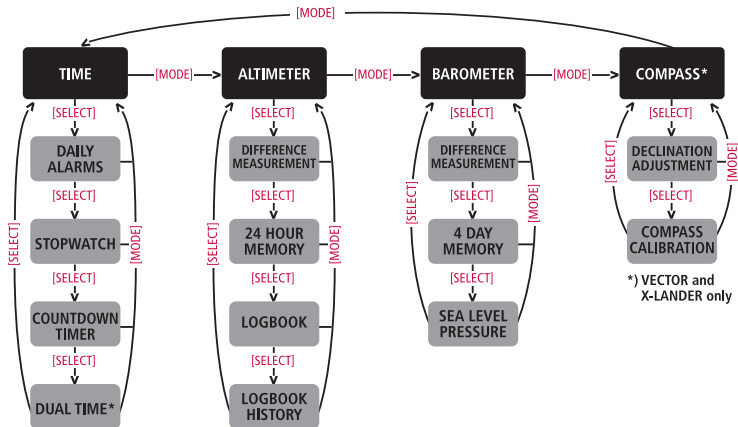 [MODE]
TIME
[MODE]
ALTIMETER
[MODE]
BAROMETER
[MODE]
COMPASS*
[SELECT]
[SELECT]
[SELECT]
[SELECT]
DAILY
ALARMS
DIFFERENCE
MEASUREMENT
DIFFERENCE
MEASUREMENT
DECLINATION
ADJUSTMENT
[SELECT]
[MODE]
[SELECT]
[SELECT]
[SELECT]
[SELECT]
[SELECT]
[MODE]
STOPWATCH
24 HOUR
MEMORY
4 DAY
MEMORY
COMPASS
CALIBRATION
[SELECT]
[MODE]
[SELECT]
[MODE]
[SELECT]
[SELECT]
[SELECT]
*) VECTOR and
X-LANDER only
COUNTDOWN
TIMER
LOGBOOK
SEA LEVEL
PRESSURE
[SELECT]
[SELECT]
DUAL TIME*
LOGBOOK
HISTORY